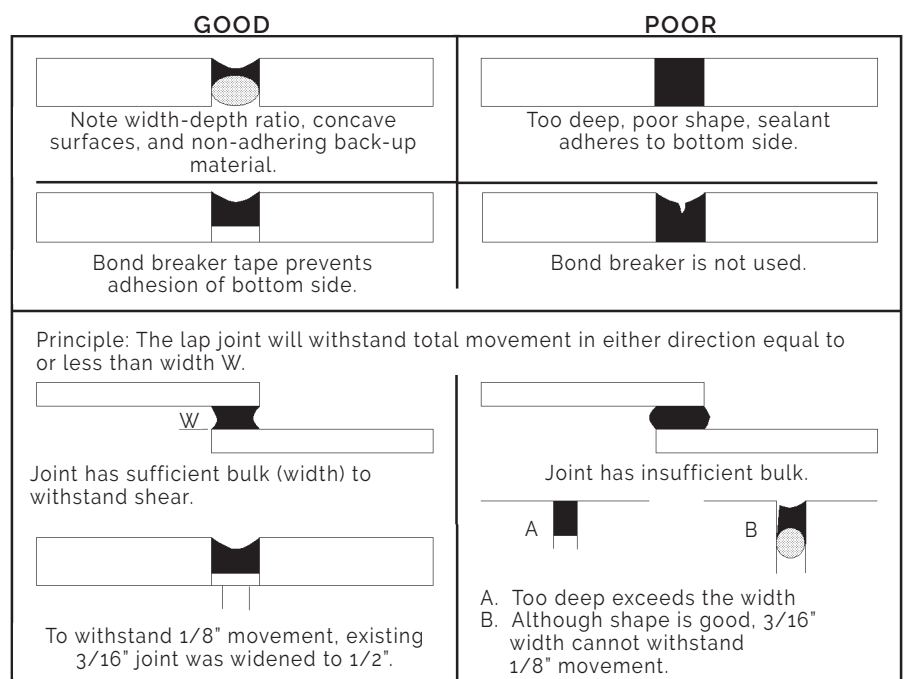 GOOD
POOR
Note width-depth ratio, concave
surfaces, and non-adhering back-up
material.
Too deep, poor shape, sealant
adheres to bottom side.
Bond breaker tape prevents
adhesion of bottom side.
Bond breaker is not used.
Principle: The lap joint will withstand total movement in either direction equal to
or less than width W.
W
Joint has sufficient bulk (width) to
withstand shear.
Joint has insufficient bulk.
A
B
To withstand 1/8" movement, existing
3/16" joint was widened to 1/2".
A. Too deep exceeds the width
B. Although shape is good, 3/16"
width cannot withstand
1/8" movement.